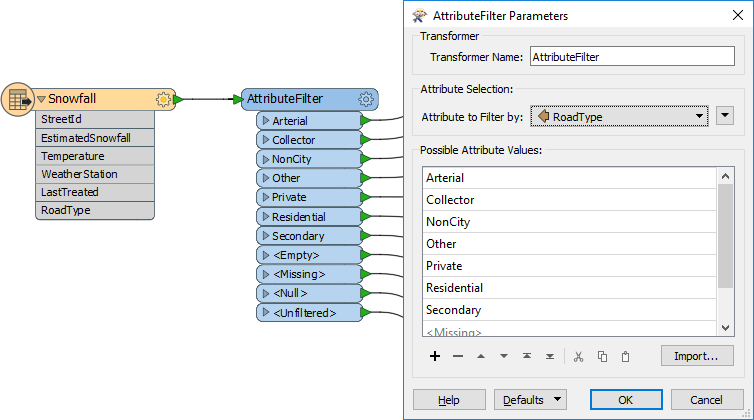 Snowfall
StreetId
EstimatedSnowfall
Temperature
WeatherStation
LastTreated
RoadType
AttributeFilter
Arterial
Collector
NonCity
Other
Private
Residential
Secondary
<Empty>
<Missing>
<Null>
<Unfiltered>
AttributeFilter Parameters
Transformer
Transformer Name: AttributeFilter
Attribute Selection:
Attribute to Filter by: RoadType
Possible Attribute Values:
Arterial
Collector
NonCity
Other
Private
Residential
Secondary
<Missing>
Import...
Help
Defaults
OK
Cancel